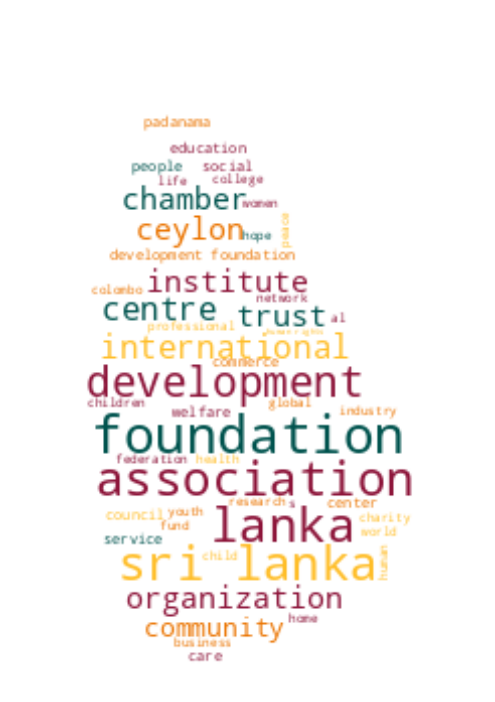 padanama
education
people social
life college
chamber women
ceylon hope peace
development foundation
institute
colombo network
centre trust al
professional human rights
international
commerce
development
children global
welfare industry
foundation
federation health
association
research s center
council youth lanka charity
fund world
service
sri lanka child human
organization
home
community
business
care